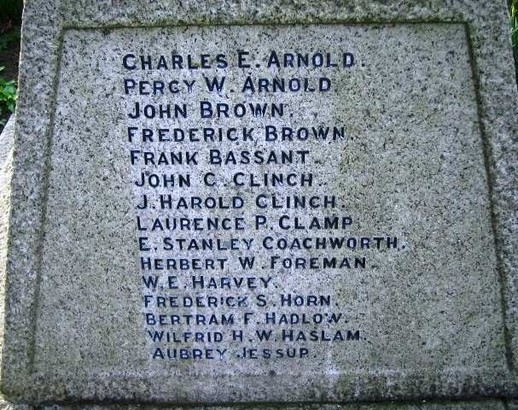 CHARLES E. ARNOLD.
PERCY W. ARNOLD
JOHN BROWN.
FREDERICK BROWN.
FRANK BASSANT.
JOHN C. CLINCH.
J. HAROLD CLINCH.
LAURENCE P. CLAMP
E. STANLEY COACHWORTH.
HERBERT W. FOREMAN.
W. E. HARVEY.
FREDERICK S. HORN.
BERTRAM F. HADLOW.
WILFRID H. W. HASLAM.
AUBREY JESSUP.